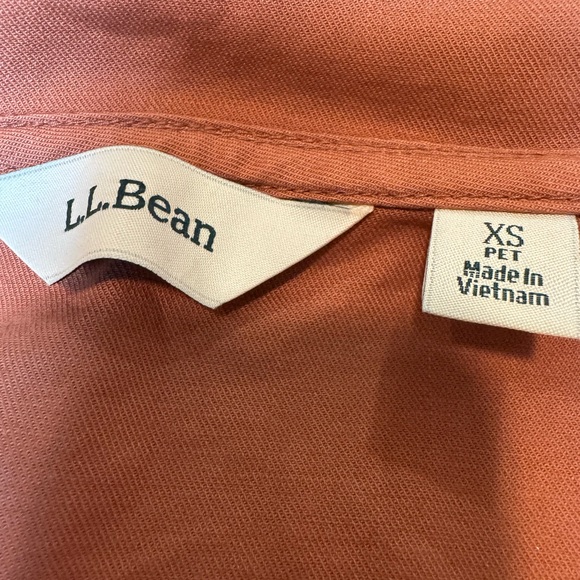 L.L.Bean
XS
PET
Made In
Vietnam